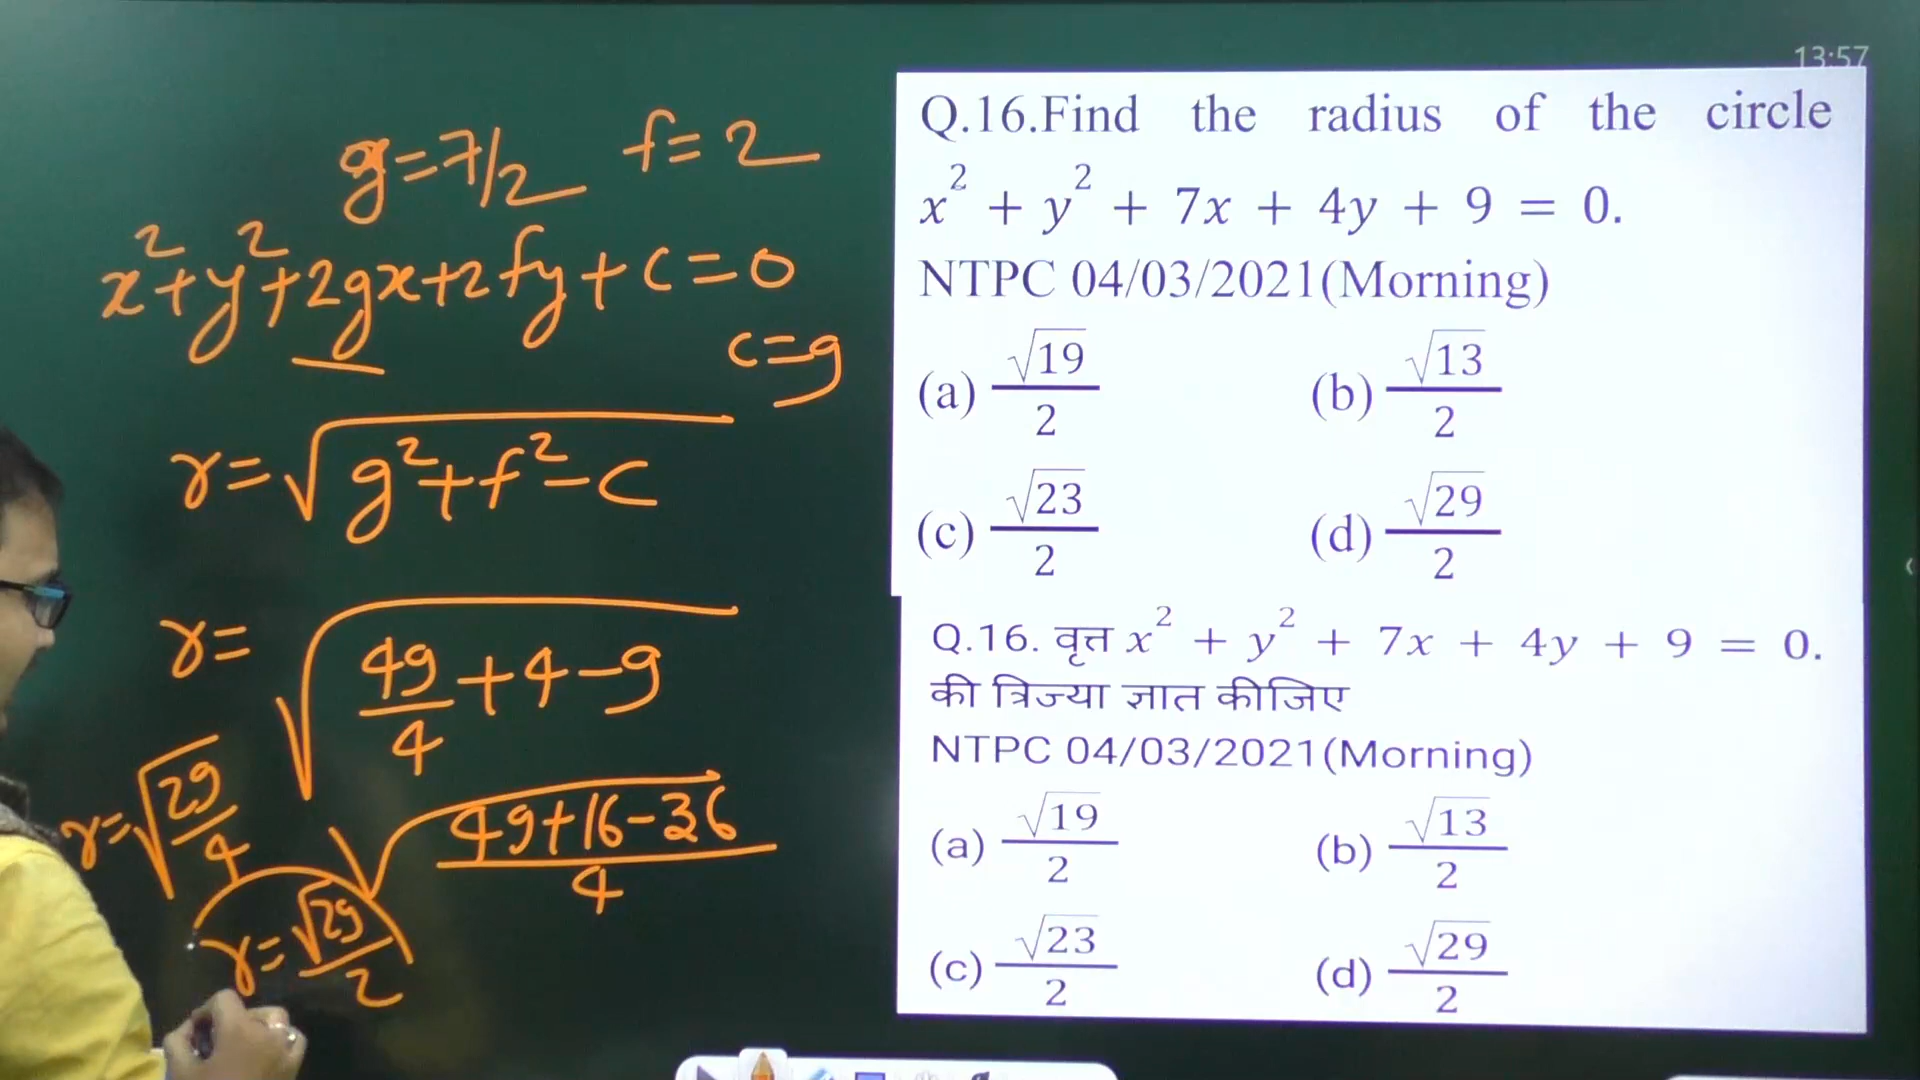 13:57
g=7/2 f=2
x²+y²+2gx+2fy+c=0
c=9
r=√(g²+f²-c)
r=√(49/4+4-9)
√((49+16-36)/4)
r=√(29/4)
r=√29/2
Q.16.Find the radius of the circle
x² + y² + 7x + 4y + 9 = 0.
NTPC 04/03/2021(Morning)
(a) √19/2 (b) √13/2
(c) √23/2 (d) √29/2
Q.16. वृत्त x² + y² + 7x + 4y + 9 = 0.
की त्रिज्या ज्ञात कीजिए
NTPC 04/03/2021(Morning)
(a) √19/2 (b) √13/2
(c) √23/2 (d) √29/2